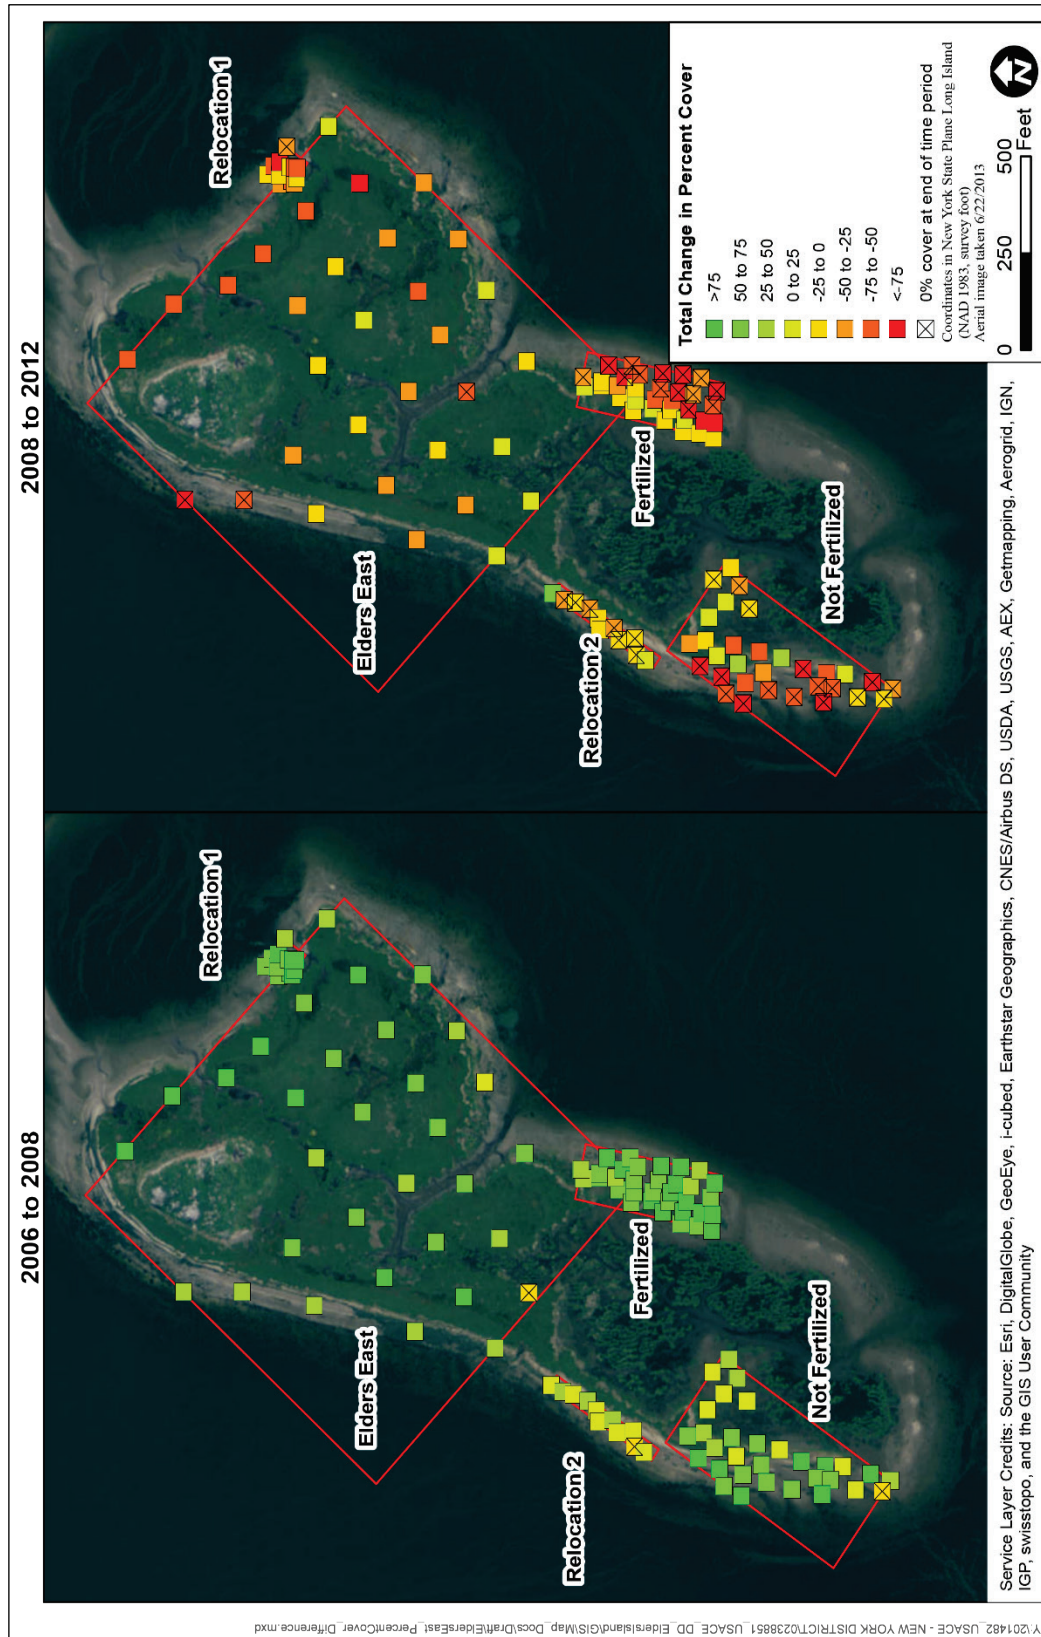 2006 to 2008
Relocation 1
Elders East
Fertilized
Relocation 2
Not Fertilized
2008 to 2012
Relocation 1
Elders East
Fertilized
Relocation 2
Not Fertilized
Total Change in Percent Cover
>75
50 to 75
25 to 50
0 to 25
-25 to 0
-50 to -25
-75 to -50
<-75
0% cover at end of time period
Coordinates in New York State Plane Long Island
(NAD 1983, survey foot)
Aerial image taken 6/22/2013
0 250 500
Feet
N
Service Layer Credits: Source: Esri, DigitalGlobe, GeoEye, i-cubed, Earthstar Geographics, CNES/Airbus DS, USDA, USGS, AEX, Getmapping, Aerogrid, IGN,
IGP, swisstopo, and the GIS User Community
Y:\201482_USACE - NEW YORK DISTRICT\0238851_USACE_DD_EldersIsland\GIS\Map_Docs\Draft\EldersEast_PercentCover_Difference.mxd